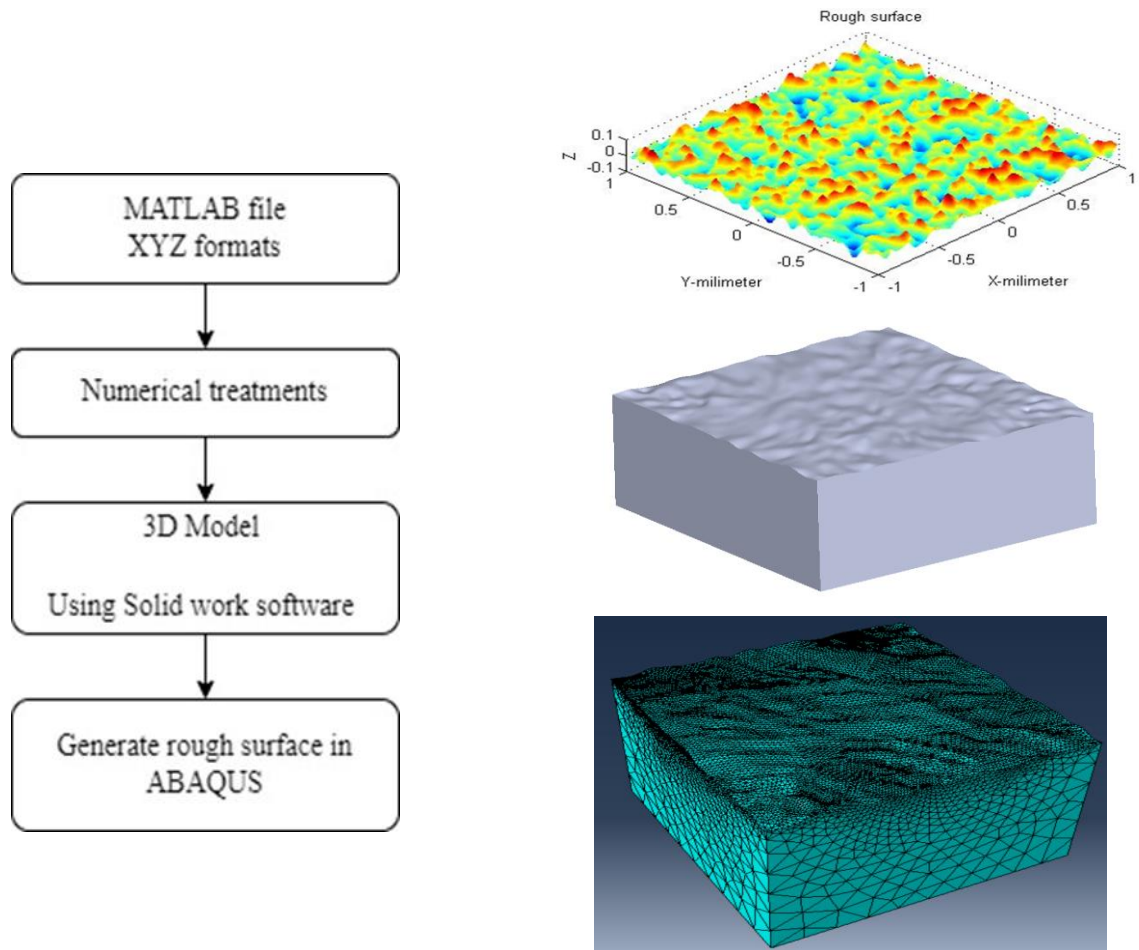 MATLAB file
XYZ formats
Numerical treatments
3D Model
Using Solid work software
Generate rough surface in
ABAQUS
Rough surface
0.1
0
-0.1
Z
1
0.5
0
-0.5
-1
Y-milimeter
-1
-0.5
0
0.5
1
X-milimeter